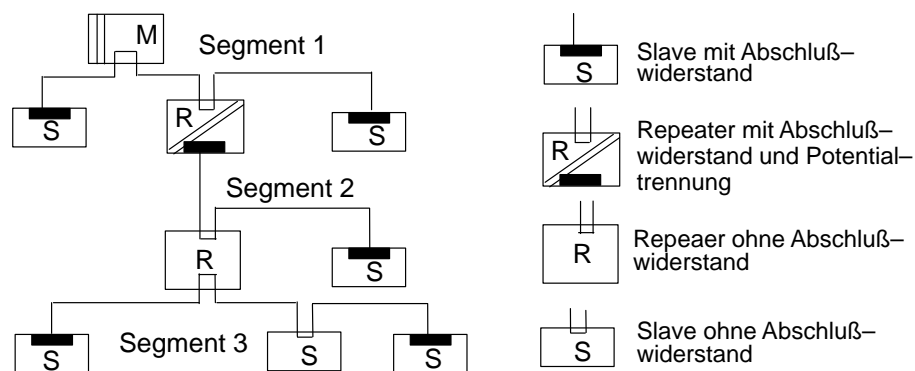 M
Segment 1
S
R
S
Segment 2
R
S
S
Segment 3
S
S
S
Slave mit Abschluß–
widerstand
R
Repeater mit Abschluß–
widerstand und Potential–
trennung
R
Repeaer ohne Abschluß–
widerstand
S
Slave ohne Abschluß–
widerstand